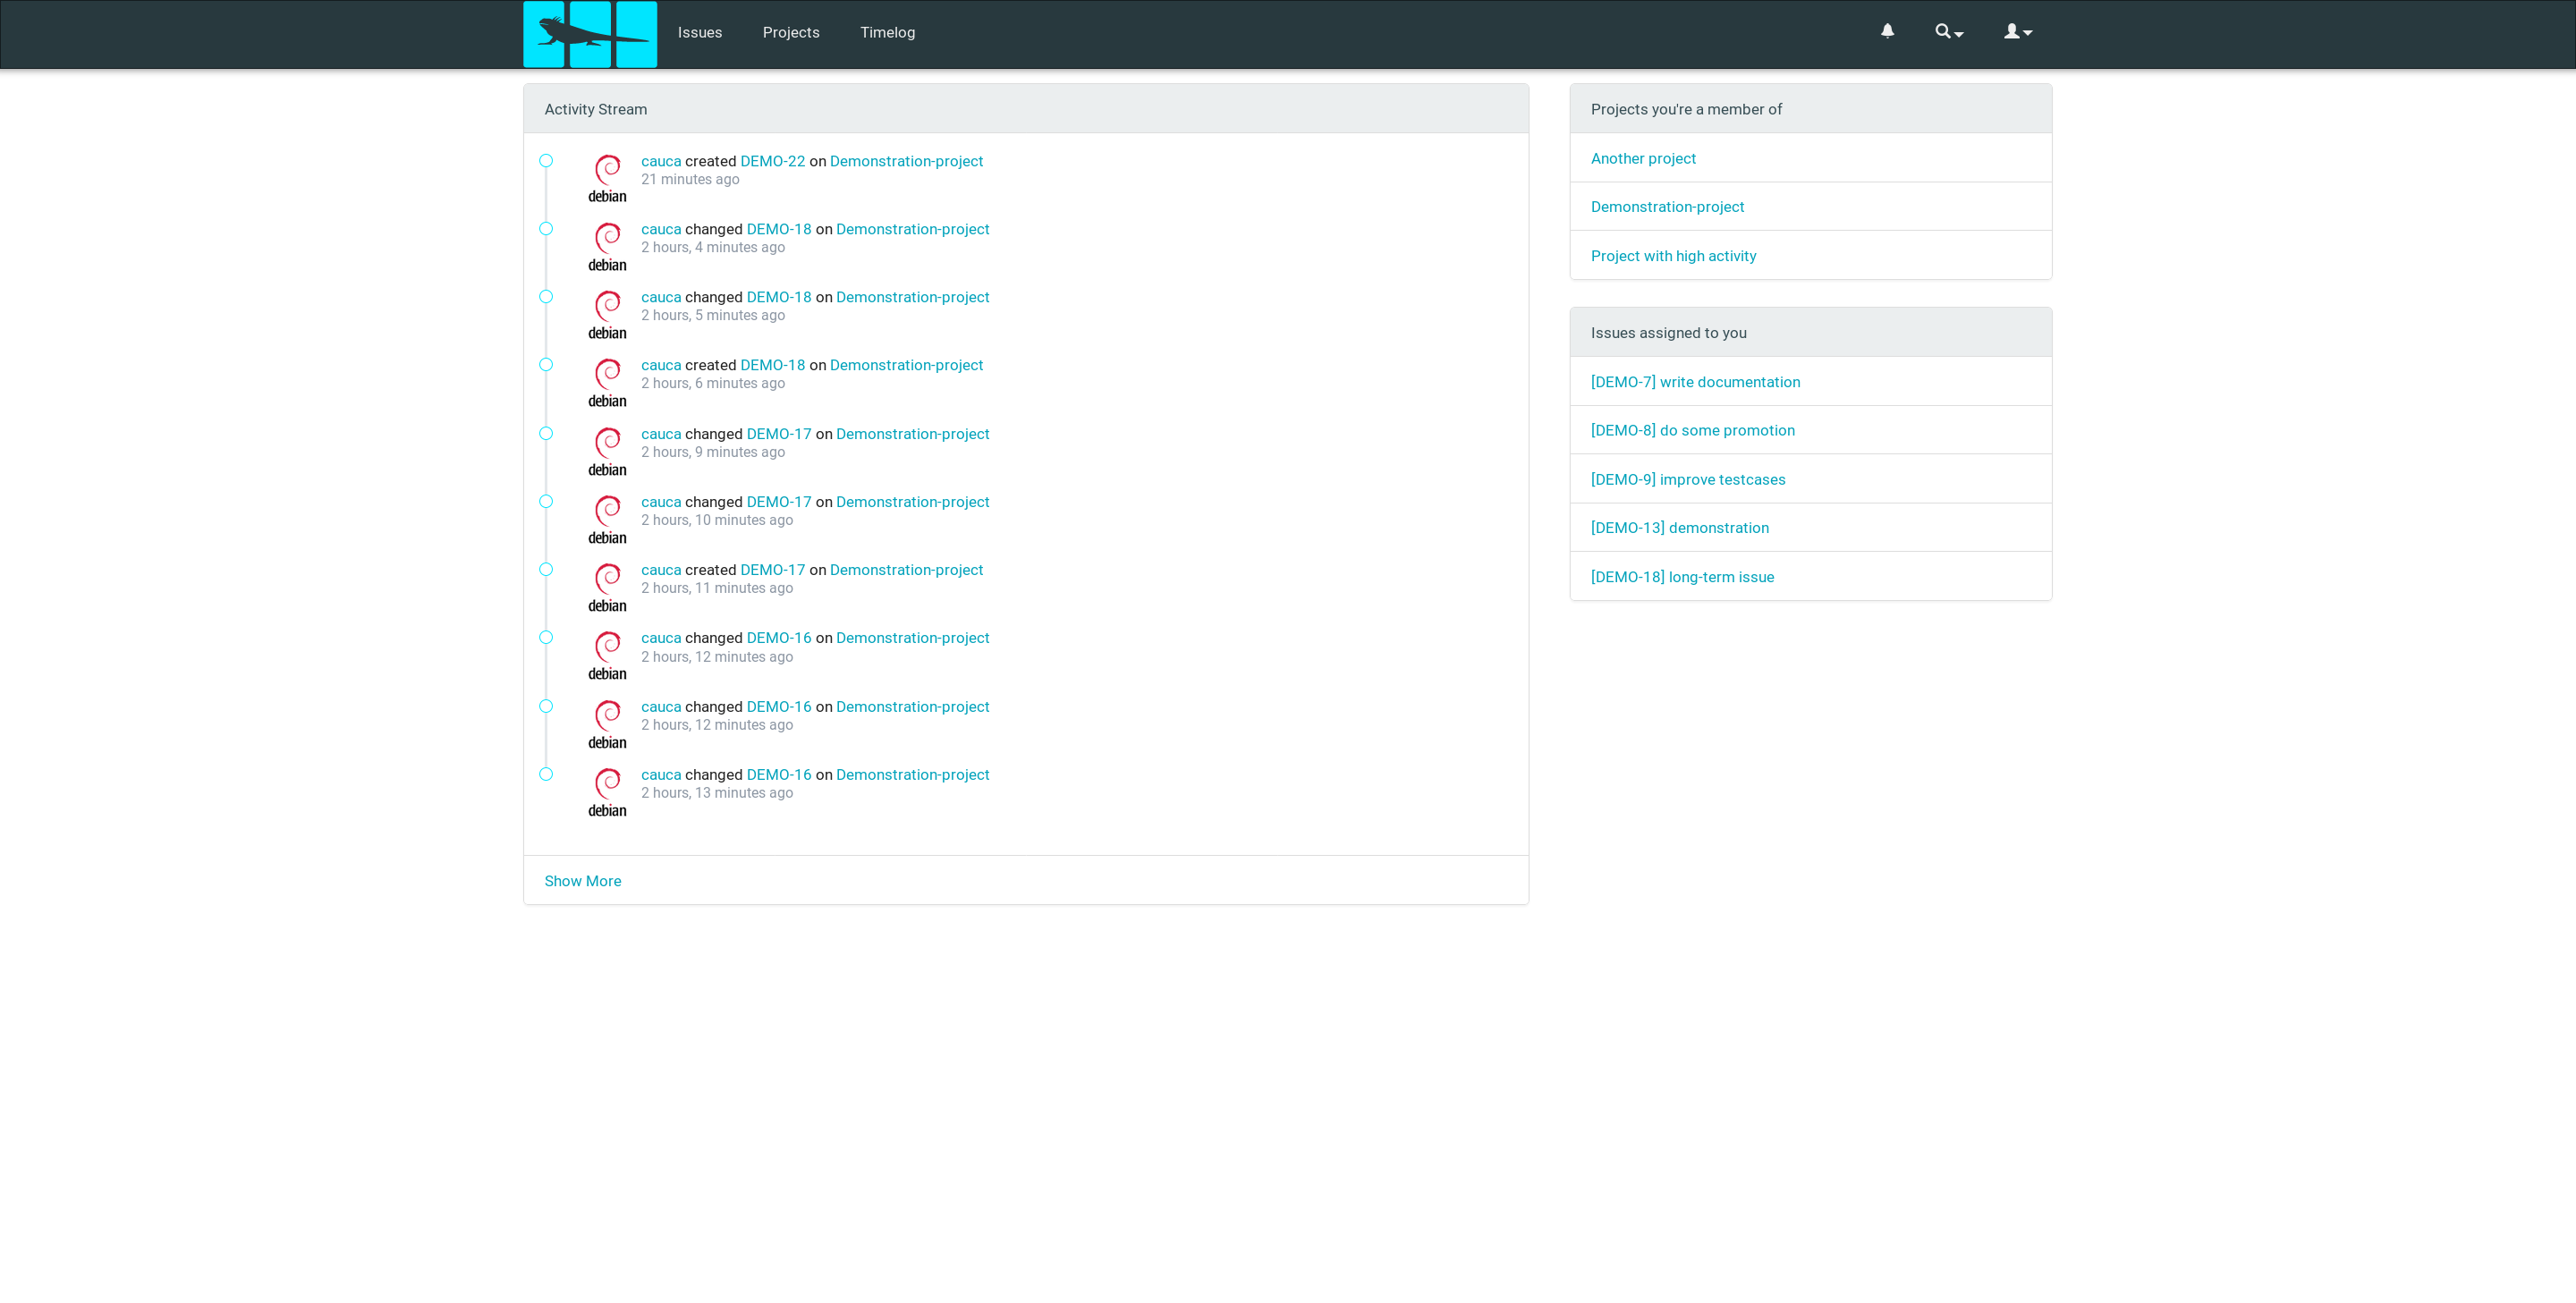 Issues Projects Timelog
Activity Stream
cauca created DEMO-22 on Demonstration-project
21 minutes ago
debian
cauca changed DEMO-18 on Demonstration-project
2 hours, 4 minutes ago
debian
cauca changed DEMO-18 on Demonstration-project
2 hours, 5 minutes ago
debian
cauca created DEMO-18 on Demonstration-project
2 hours, 6 minutes ago
debian
cauca changed DEMO-17 on Demonstration-project
2 hours, 9 minutes ago
debian
cauca changed DEMO-17 on Demonstration-project
2 hours, 10 minutes ago
debian
cauca created DEMO-17 on Demonstration-project
2 hours, 11 minutes ago
debian
cauca changed DEMO-16 on Demonstration-project
2 hours, 12 minutes ago
debian
cauca changed DEMO-16 on Demonstration-project
2 hours, 12 minutes ago
debian
cauca changed DEMO-16 on Demonstration-project
2 hours, 13 minutes ago
debian
Show More
Projects you're a member of
Another project
Demonstration-project
Project with high activity
Issues assigned to you
[DEMO-7] write documentation
[DEMO-8] do some promotion
[DEMO-9] improve testcases
[DEMO-13] demonstration
[DEMO-18] long-term issue